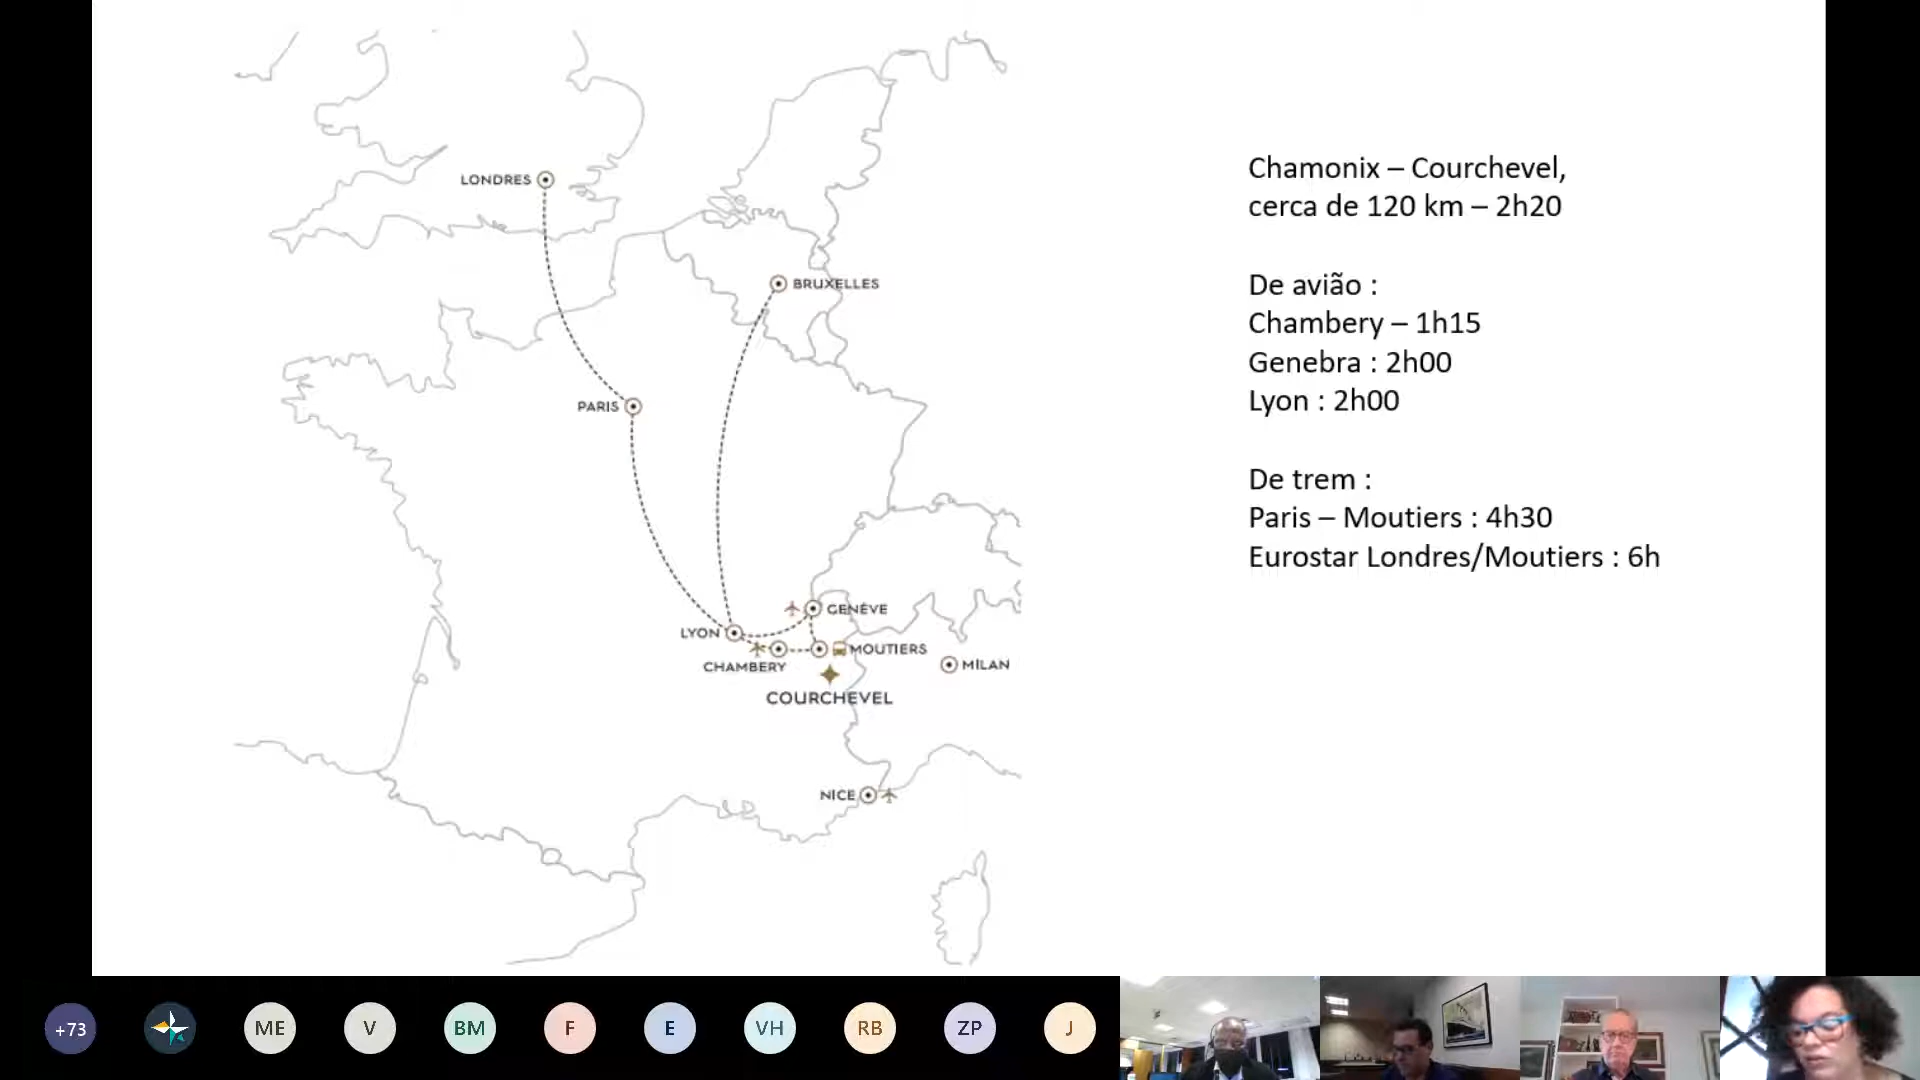 LONDRES
BRUXELLES
PARIS
GENÈVE
LYON
CHAMBERY
MOUTIERS
MILAN
COURCHEVEL
NICE
Chamonix – Courchevel,
cerca de 120 km – 2h20
De avião :
Chambery – 1h15
Genebra : 2h00
Lyon : 2h00
De trem :
Paris – Moutiers : 4h30
Eurostar Londres/Moutiers : 6h
+73
ME
V
BM
F
E
VH
RB
ZP
J